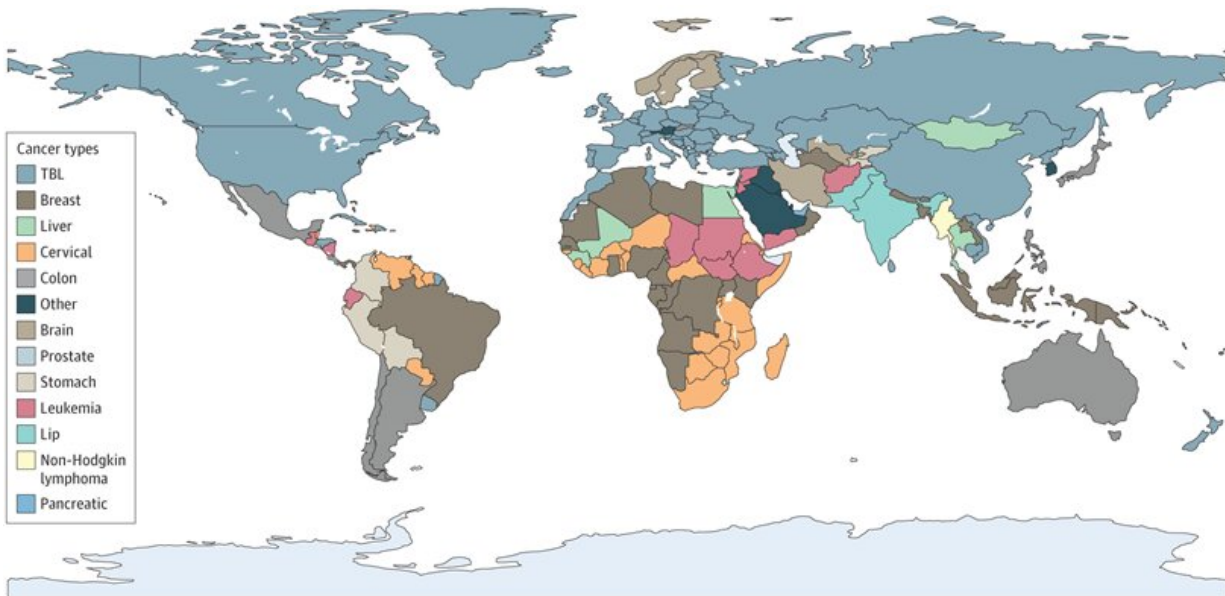 Cancer types
TBL
Breast
Liver
Cervical
Colon
Other
Brain
Prostate
Stomach
Leukemia
Lip
Non-Hodgkin
lymphoma
Pancreatic